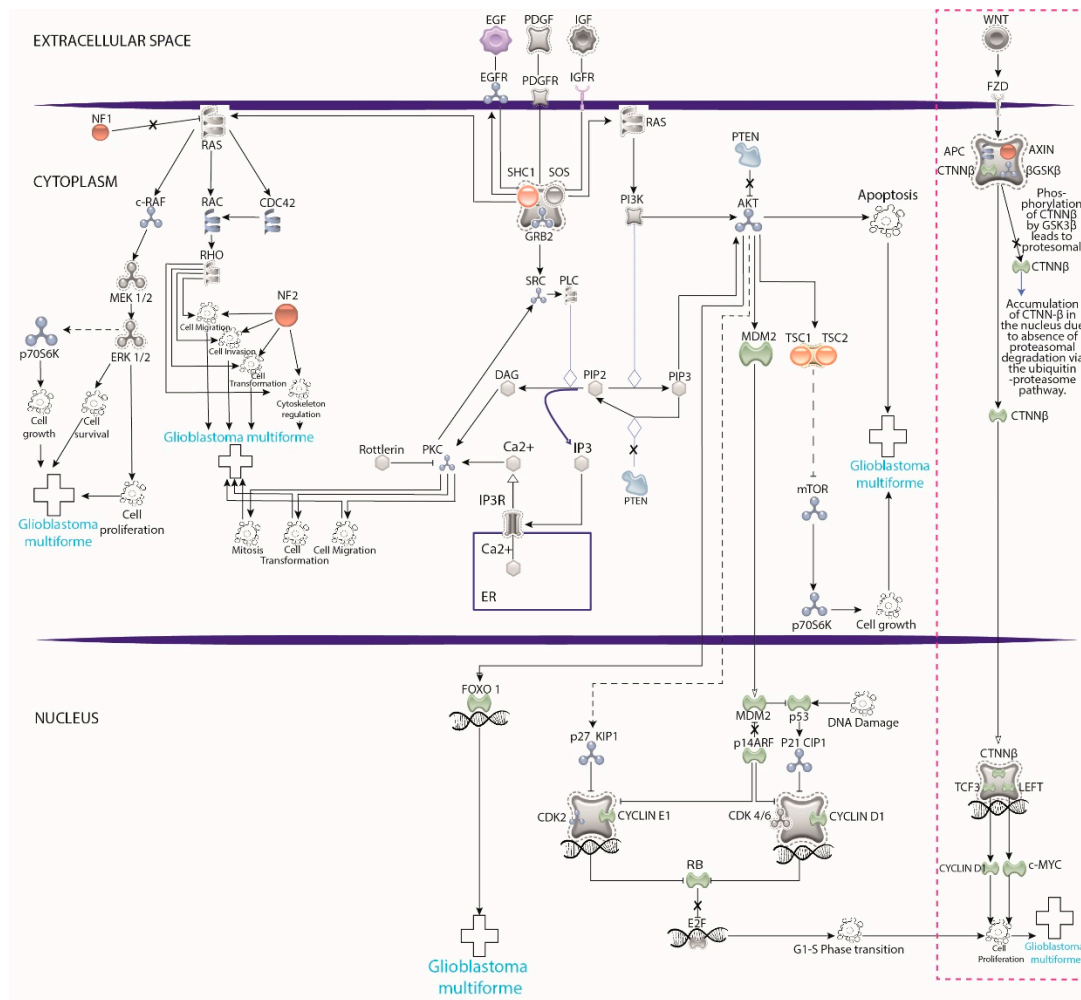 EXTRACELLULAR SPACE
EGF
PDGF
IGF
WNT
EGFR
PDGFR
IGFR
FZD
NF1
RAS
RAS
CYTOPLASM
SHC1
SOS
GRB2
PTEN
APC
AXIN
CTNNβ
βGSKβ
c-RAF
RAC
CDC42
PI3K
AKT
Apoptosis
Phos-
phorylation
of CTNNβ
by GSK3β
leads to
protesomal
CTNNβ
RHO
MEK 1/2
SRC
PLC
NF2
Cell Migration
Cell Invasion
Cell
Transformation
Cytoskeleton
regulation
p70S6K
ERK 1/2
MDM2
TSC1
TSC2
Accumulation
of CTNN-β in
the nucleus due
to absence of
proteasomal
degradation via
the ubiquitin
-proteasome
pathway.
DAG
PIP2
PIP3
Cell
growth
Cell
survival
CTNNβ
Glioblastoma multiforme
Rottlerin
PKC
Ca2+
IP3
PTEN
Glioblastoma
multiforme
IP3R
mTOR
Glioblastoma
multiforme
Cell
proliferation
Mitosis
Cell
Transformation
Cell Migration
Ca2+
ER
p70S6K
Cell growth
NUCLEUS
FOXO 1
MDM2
p53
DNA Damage
p27 KIP1
p14ARF
P21 CIP1
CTNNβ
TCF3
LEFT
CDK2
CYCLIN E1
CDK 4/6
CYCLIN D1
RB
CYCLIN D1
c-MYC
E2F
G1-S Phase transition
Cell
Proliferation
Glioblastoma
multiforme
Glioblastoma
multiforme